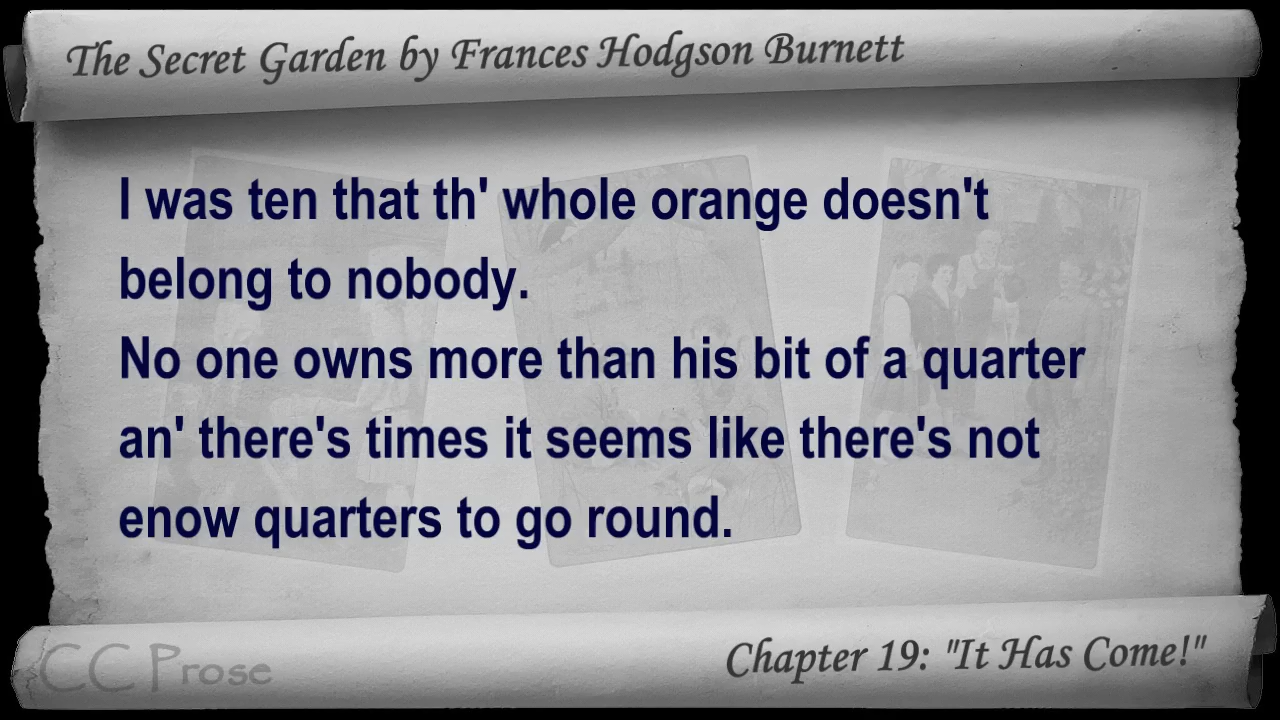 The Secret Garden by Frances Hodgson Burnett
I was ten that th' whole orange doesn't
belong to nobody.
No one owns more than his bit of a quarter
an' there's times it seems like there's not
enow quarters to go round.
CC Prose
Chapter 19: "It Has Come!"